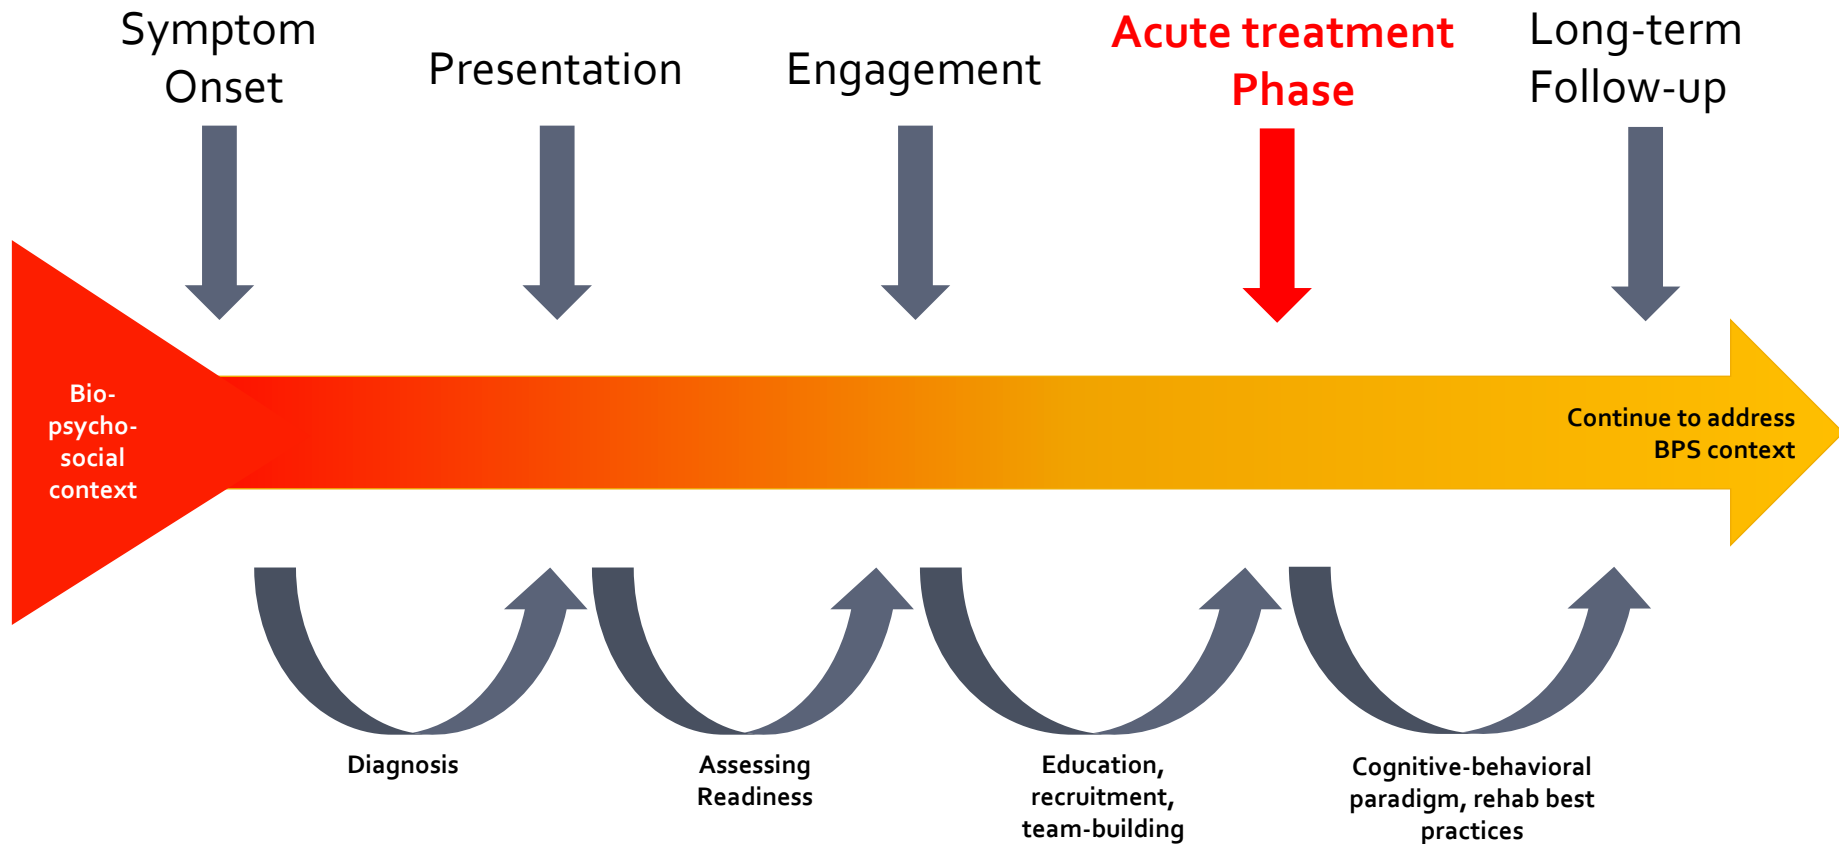 Symptom
Onset
Presentation
Engagement
Acute treatment
Phase
Long-term
Follow-up
Bio-
psycho-
social
context
Continue to address
BPS context
Diagnosis
Assessing
Readiness
Education,
recruitment,
team-building
Cognitive-behavioral
paradigm, rehab best
practices